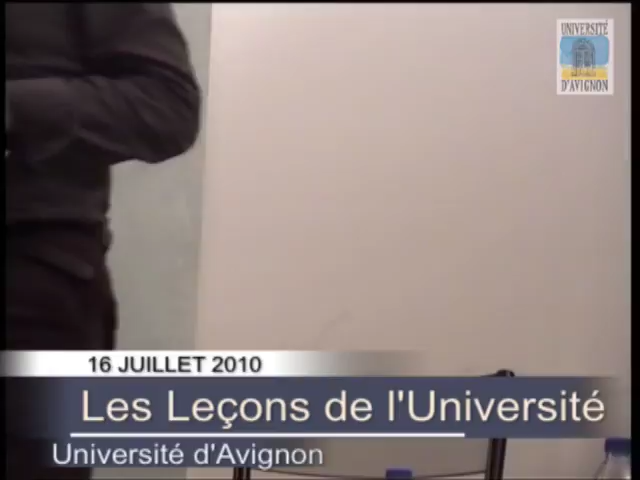 UNIVERSITÉ
D'AVIGNON
16 JUILLET 2010
Les Leçons de l'Université
Université d'Avignon